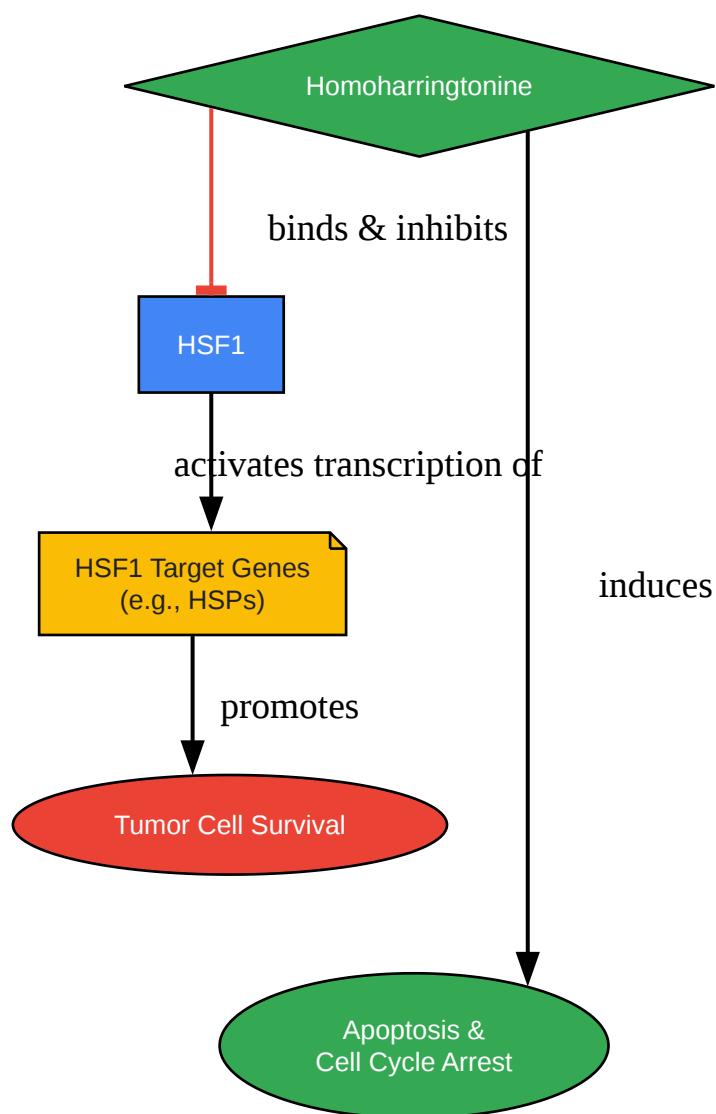 Homoharringtonine
binds & inhibits
HSF1
activates transcription of
HSF1 Target Genes
(e.g., HSPs)
induces
promotes
Tumor Cell Survival
Apoptosis &
Cell Cycle Arrest